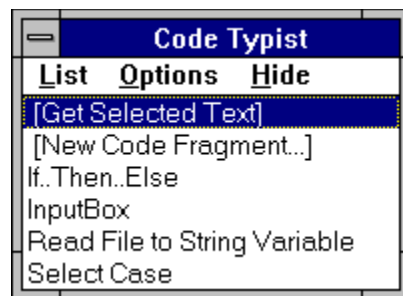 Code Typist
List Options Hide
[Get Selected Text]
[New Code Fragment...]
If..Then..Else
InputBox
Read File to String Variable
Select Case